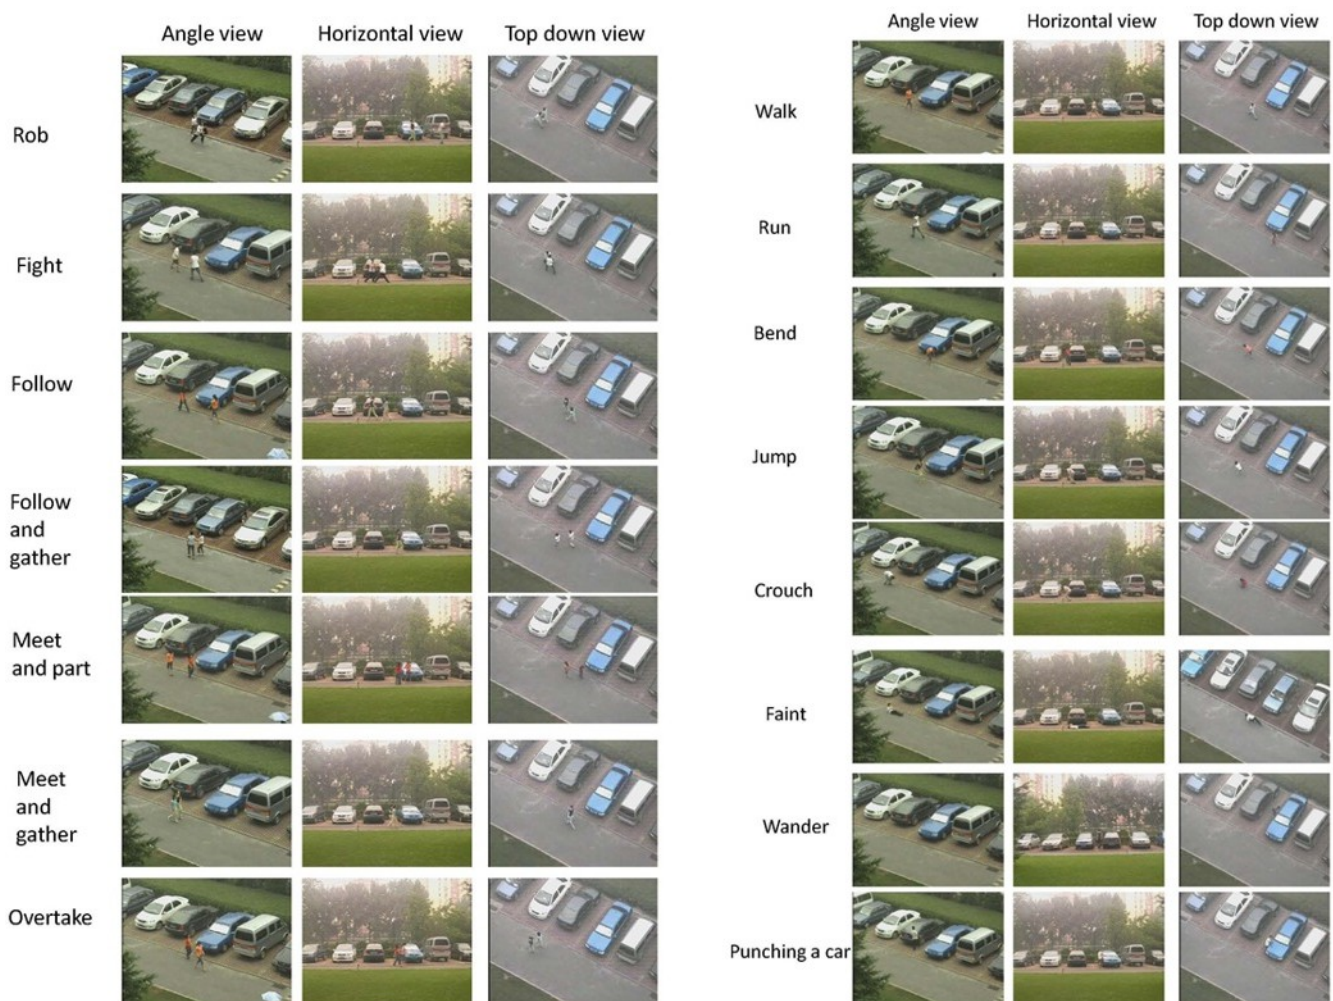 Angle view Horizontal view Top down view
Rob
Fight
Follow
Follow
and
gather
Meet
and part
Meet
and
gather
Overtake
Angle view Horizontal view Top down view
Walk
Run
Bend
Jump
Crouch
Faint
Wander
Punching a car